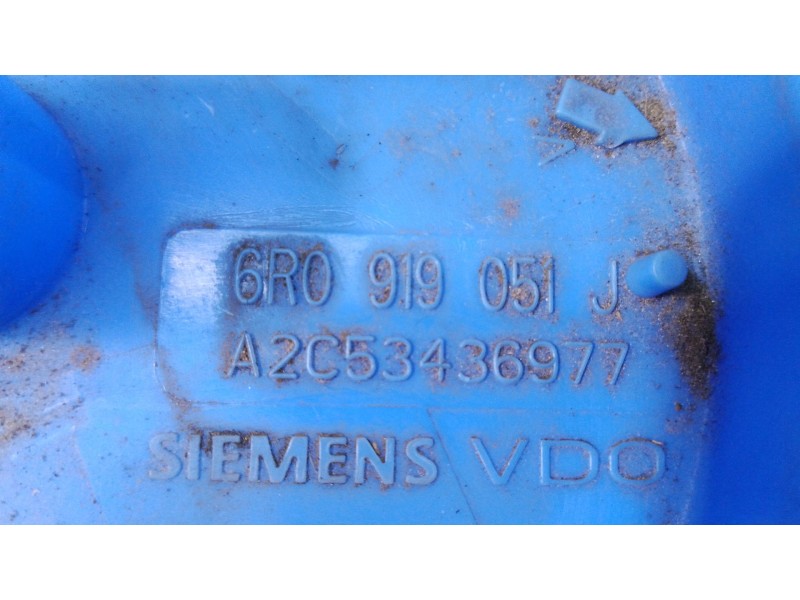 6R0 919 051 J
A2C53436977
SIEMENS VDO